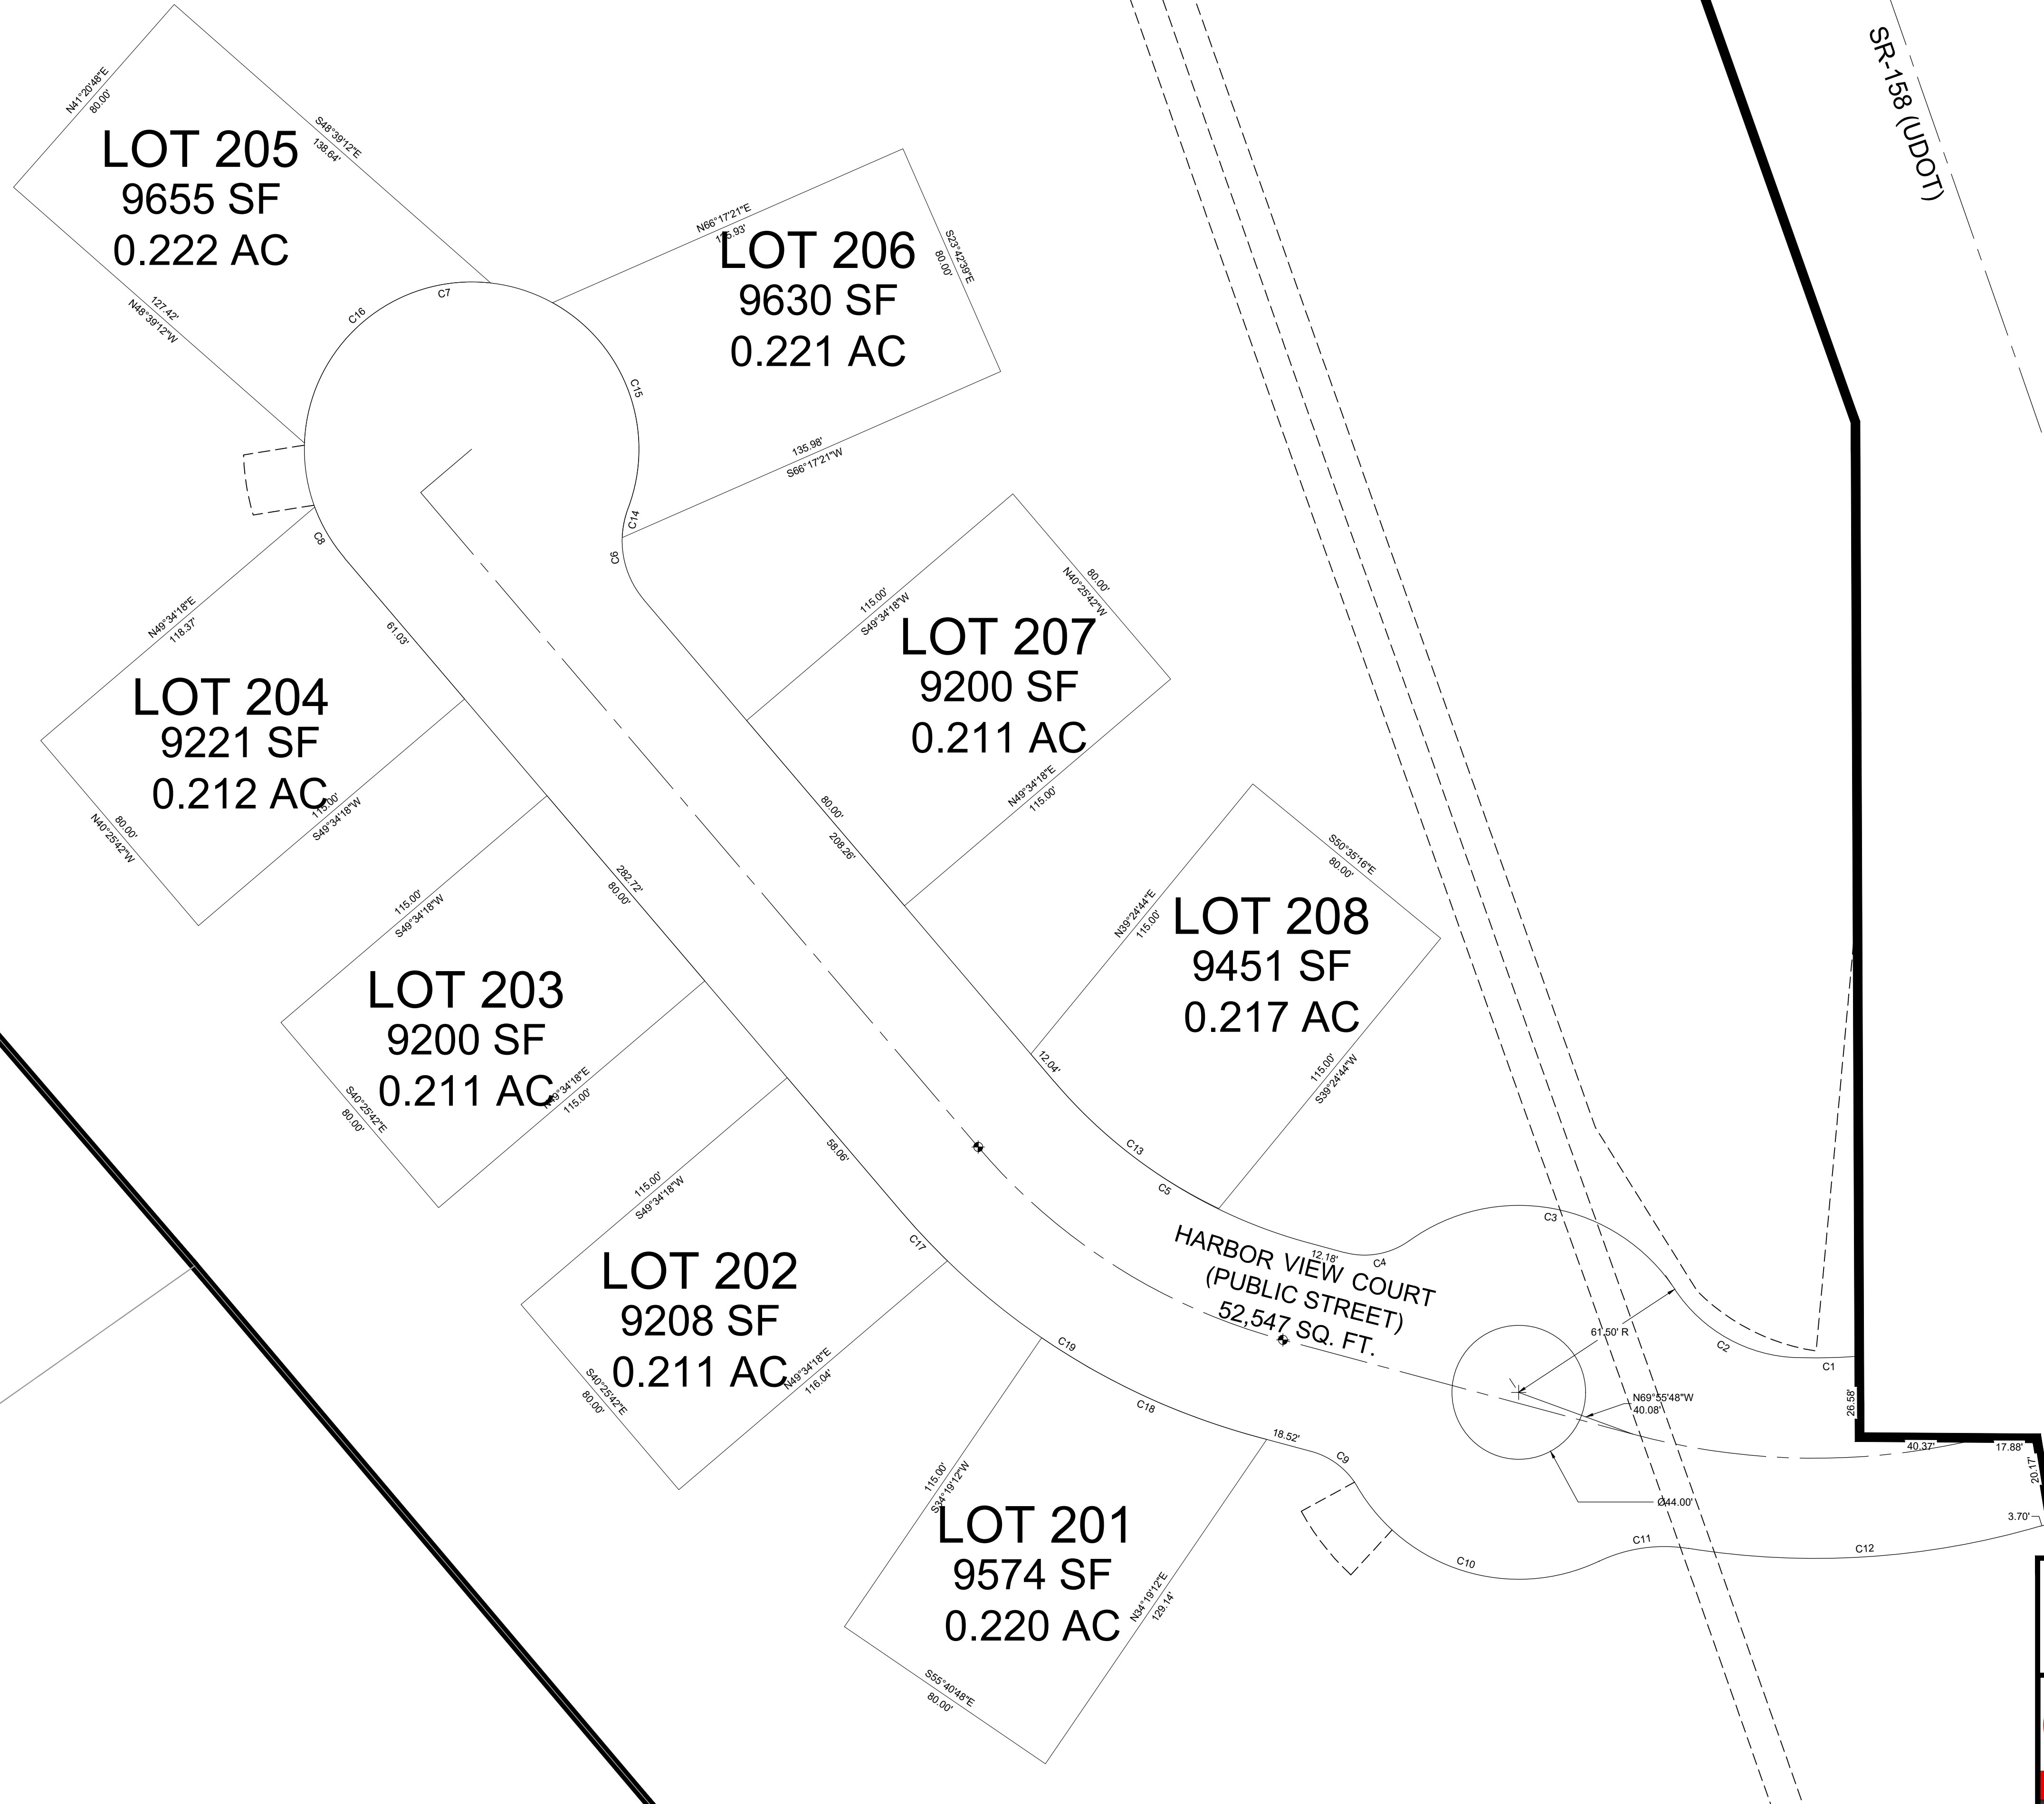 SR-158 (UDOT)
N41°20'48"E
80.00'
S48°39'12"E
138.64'
LOT 205
9655 SF
0.222 AC
127.42'
N48°39'12"W
C16
C7
N66°17'21"E
LOT 206
9630 SF
0.221 AC
S23°42'39"E
80.00'
C15
135.98'
S66°17'21"W
C14
C6
C8
N49°34'18"E
118.37'
61.03'
LOT 204
9221 SF
0.212 AC
115.00'
S49°34'18"W
80.00'
N40°25'42"W
115.00'
S49°34'18"W
80.00'
N40°25'42"W
LOT 207
9200 SF
0.211 AC
N49°34'18"E
115.00'
80.00'
208.26'
282.72'
80.00'
115.00'
S49°34'18"W
LOT 203
9200 SF
0.211 AC
N49°34'18"E
115.00'
S40°25'42"E
80.00'
N39°24'44"E
115.00'
S50°35'16"E
80.00'
LOT 208
9451 SF
0.217 AC
115.00'
S39°24'44"W
12.04'
C13
C5
58.06'
115.00'
S49°34'18"W
LOT 202
9208 SF
0.211 AC
N49°34'18"E
116.04'
S40°25'42"E
80.00'
C17
C19
C18
HARBOR VIEW COURT
(PUBLIC STREET)
52,547 SQ. FT.
12.18'
C4
C3
61.50' R
C2
C1
26.58'
N69°55'48"W
40.08'
40.37'
17.88'
20.17'
3.70'
Ø44.00'
18.52'
C9
C10
C11
C12
115.00'
S34°19'12"W
LOT 201
9574 SF
0.220 AC
N34°19'12"E
129.14'
S55°40'48"E
80.00'